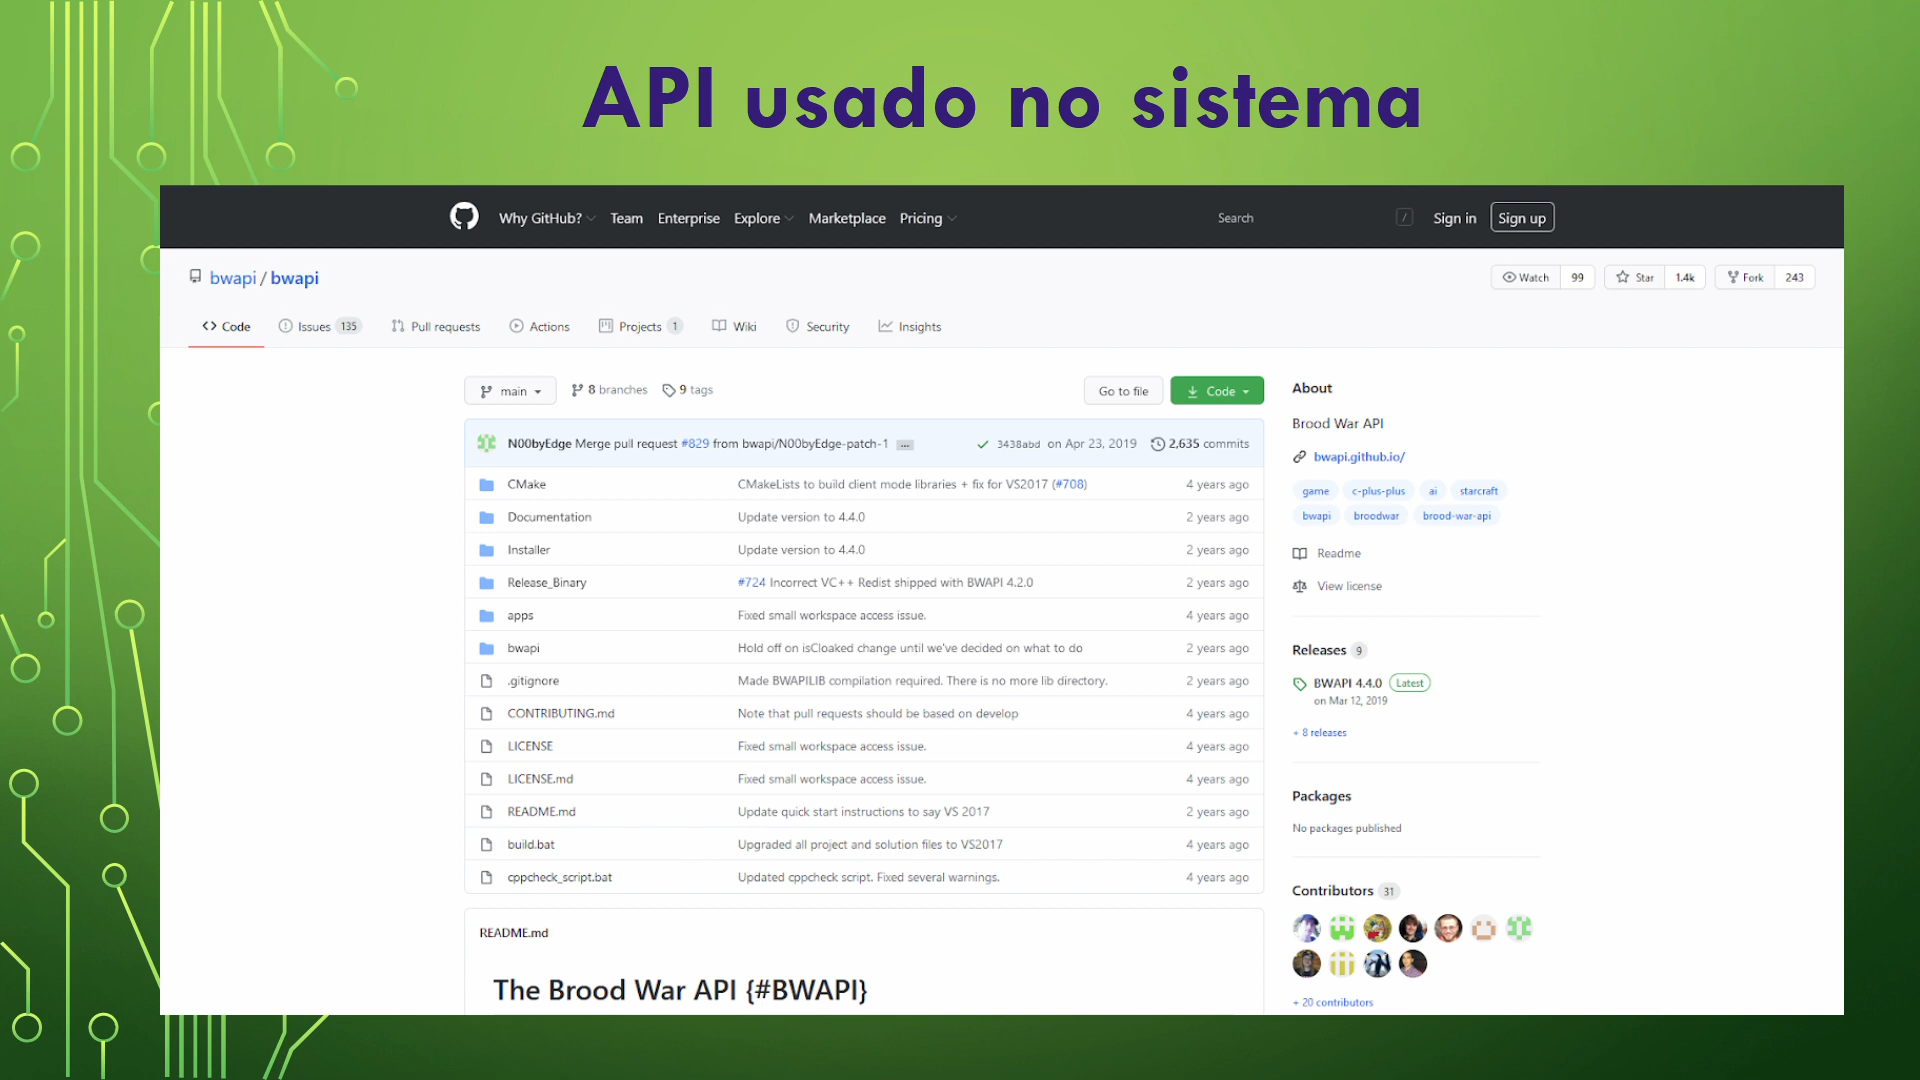 API usado no sistema
Why GitHub? Team Enterprise Explore Marketplace Pricing Search / Sign in Sign up
bwapi / bwapi Watch 99 Star 1.4k Fork 243
Code Issues 135 Pull requests Actions Projects 1 Wiki Security Insights
main 8 branches 9 tags Go to file Code
N00byEdge Merge pull request #829 from bwapi/N00byEdge-patch-1 ... 3438abd on Apr 23, 2019 2,635 commits
CMake CMakeLists to build client mode libraries + fix for VS2017 (#708) 4 years ago
Documentation Update version to 4.4.0 2 years ago
Installer Update version to 4.4.0 2 years ago
Release_Binary #724 Incorrect VC++ Redist shipped with BWAPI 4.2.0 2 years ago
apps Fixed small workspace access issue. 4 years ago
bwapi Hold off on isCloaked change until we've decided on what to do 2 years ago
.gitignore Made BWAPILIB compilation required. There is no more lib directory. 2 years ago
CONTRIBUTING.md Note that pull requests should be based on develop 4 years ago
LICENSE Fixed small workspace access issue. 4 years ago
LICENSE.md Fixed small workspace access issue. 4 years ago
README.md Update quick start instructions to say VS 2017 2 years ago
build.bat Upgraded all project and solution files to VS2017 4 years ago
cppcheck_script.bat Updated cppcheck script. Fixed several warnings. 4 years ago
README.md
The Brood War API {#BWAPI}
About
Brood War API
bwapi.github.io/
game c-plus-plus ai starcraft
bwapi broodwar brood-war-api
Readme
View license
Releases 9
BWAPI 4.4.0 Latest
on Mar 12, 2019
+ 8 releases
Packages
No packages published
Contributors 31
+ 20 contributors